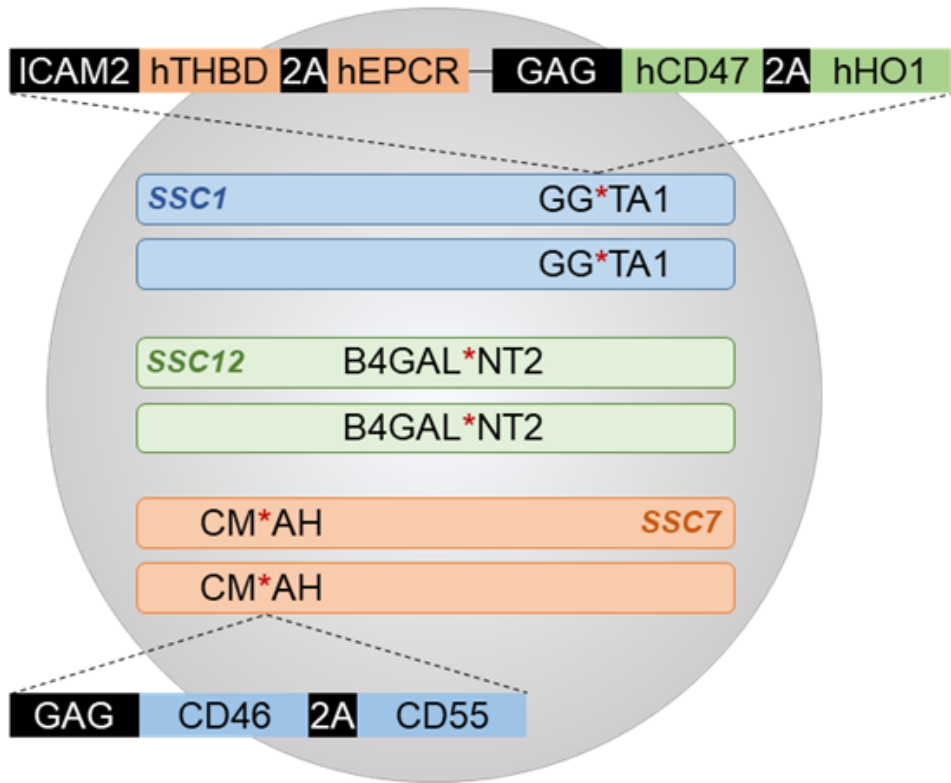 ICAM2 hTHBD 2A hEPCR GAG hCD47 2A hHO1
SSC1 GG*TA1
GG*TA1
SSC12 B4GAL*NT2
B4GAL*NT2
CM*AH SSC7
CM*AH
GAG CD46 2A CD55